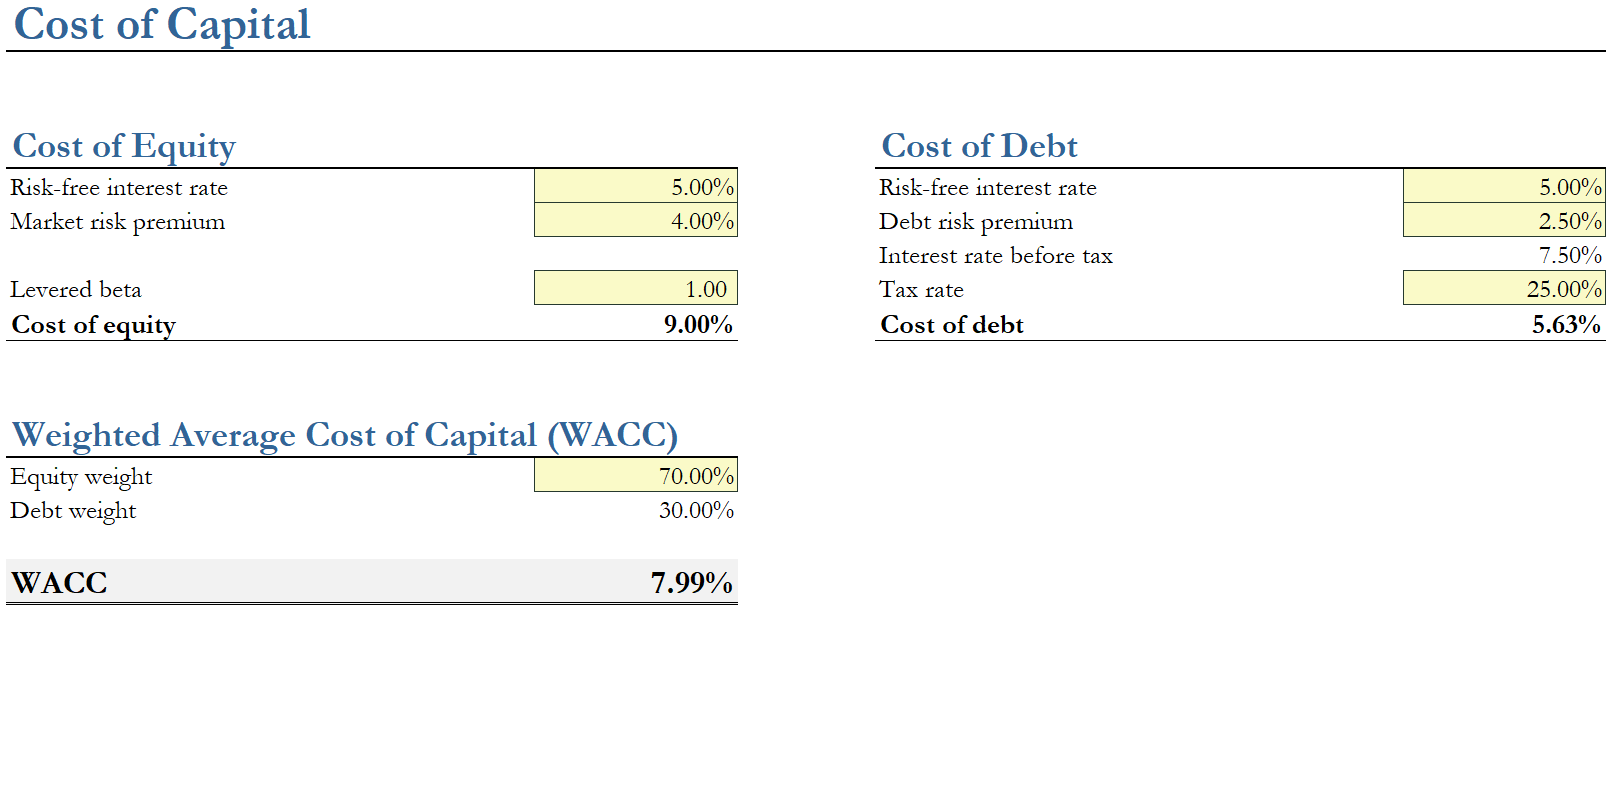 Cost of Capital
Cost of Equity
Risk-free interest rate 5.00%
Market risk premium 4.00%
Levered beta 1.00
Cost of equity 9.00%
Cost of Debt
Risk-free interest rate 5.00%
Debt risk premium 2.50%
Interest rate before tax 7.50%
Tax rate 25.00%
Cost of debt 5.63%
Weighted Average Cost of Capital (WACC)
Equity weight 70.00%
Debt weight 30.00%
WACC 7.99%